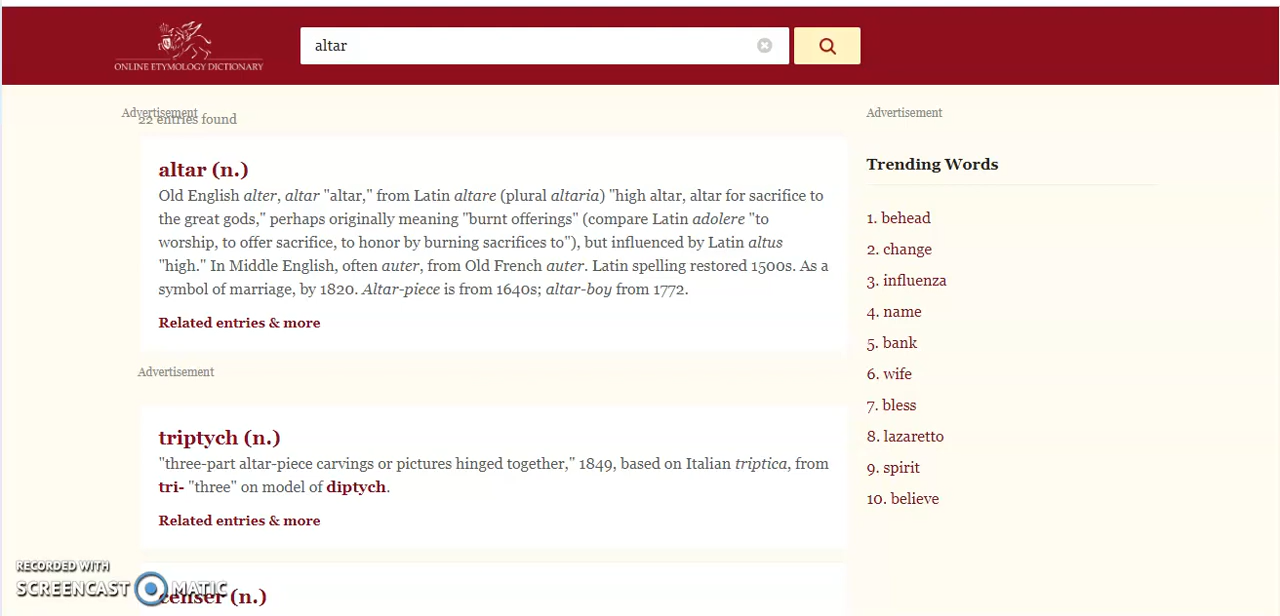 ONLINE ETYMOLOGY DICTIONARY
altar
Advertisement
22 entries found
altar (n.)
Old English alter, altar "altar," from Latin altare (plural altaria) "high altar, altar for sacrifice to
the great gods," perhaps originally meaning "burnt offerings" (compare Latin adolere "to
worship, to offer sacrifice, to honor by burning sacrifices to"), but influenced by Latin altus
"high." In Middle English, often auter, from Old French auter. Latin spelling restored 1500s. As a
symbol of marriage, by 1820. Altar-piece is from 1640s; altar-boy from 1772.
Related entries & more
Advertisement
triptych (n.)
"three-part altar-piece carvings or pictures hinged together," 1849, based on Italian triptica, from
tri- "three" on model of diptych.
Related entries & more
censer (n.)
Advertisement
Trending Words
1. behead
2. change
3. influenza
4. name
5. bank
6. wife
7. bless
8. lazaretto
9. spirit
10. believe
RECORDED WITH
SCREENCAST MATIC